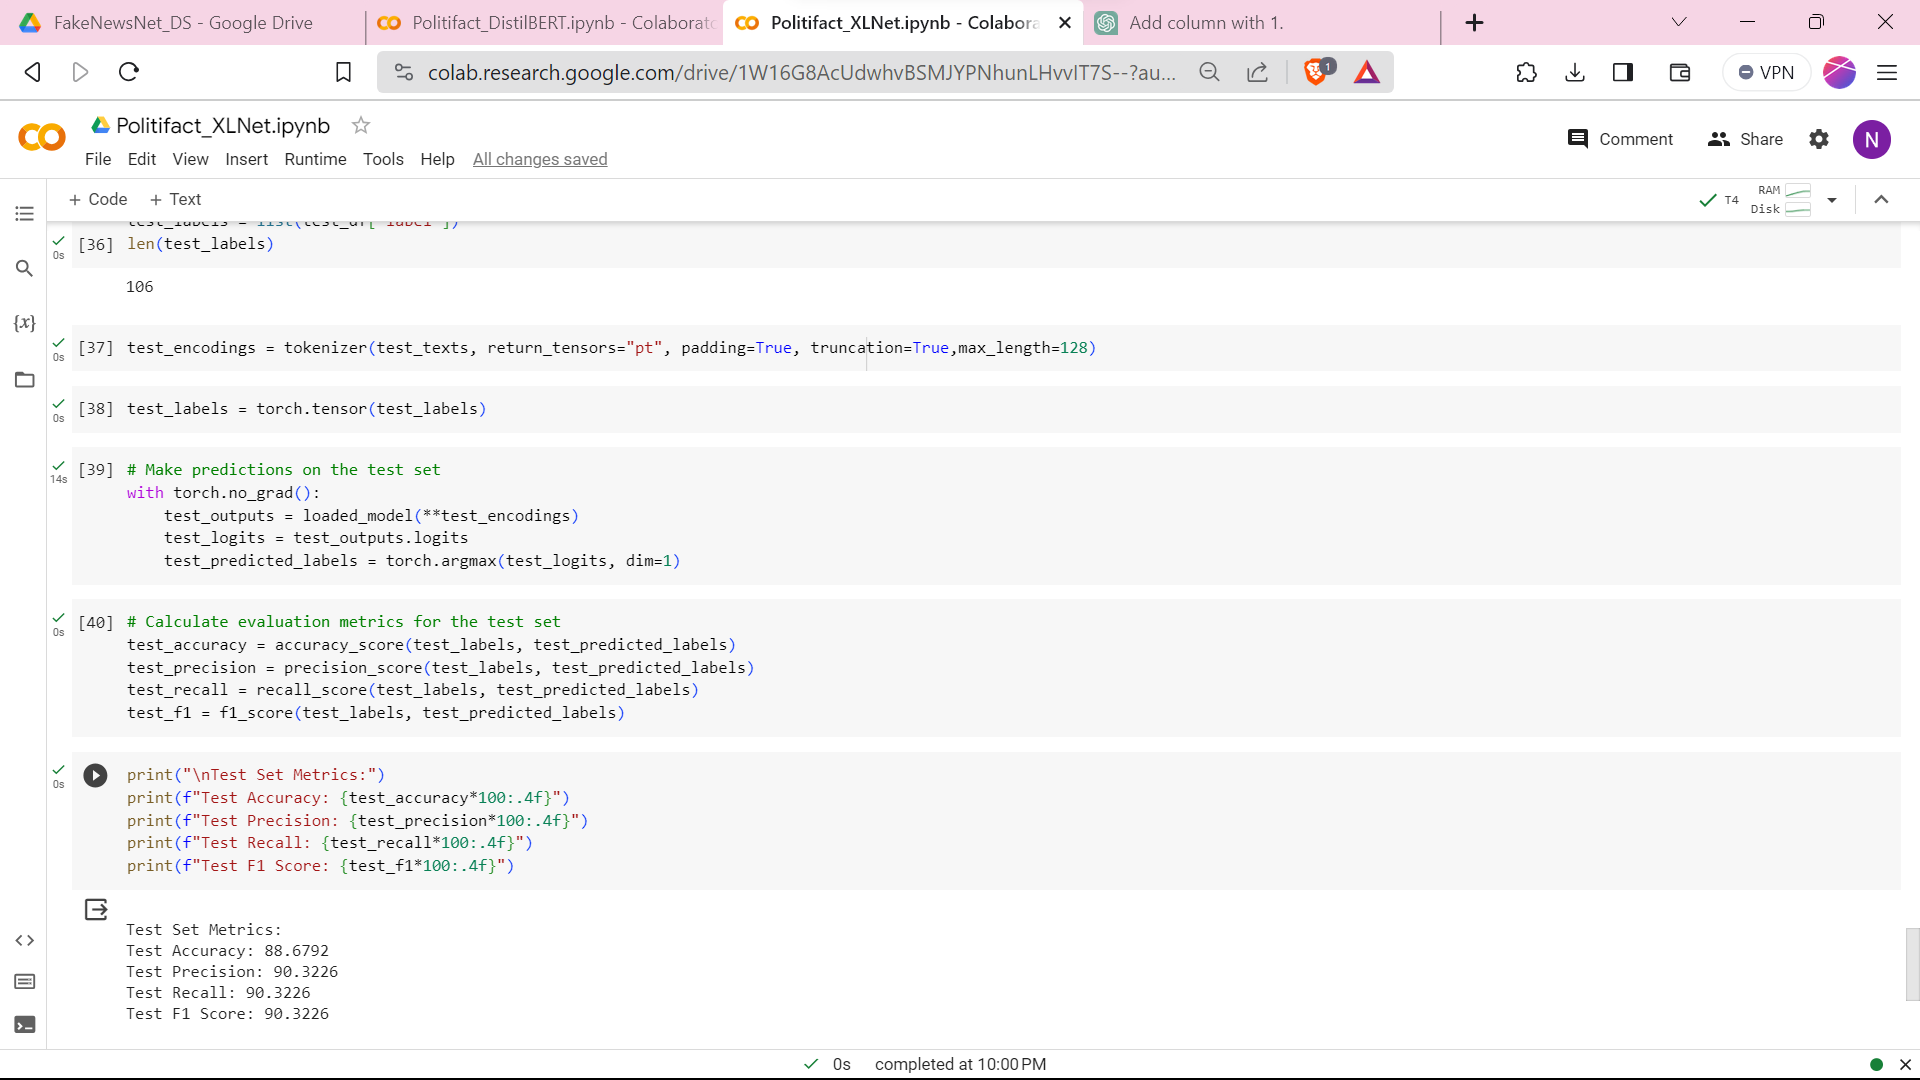 FakeNewsNet_DS - Google Drive
Politifact_DistilBERT.ipynb - Colaborato
Politifact_XLNet.ipynb - Colabora
Add column with 1.
colab.research.google.com/drive/1W16G8AcUdwhvBSMJYPNhunLHvvIT7S--?au...
1
VPN
Politifact_XLNet.ipynb
File Edit View Insert Runtime Tools Help All changes saved
Comment
Share
N
+ Code + Text
T4
RAM
Disk
{x}
test_labels = list(test_df['label'])
[36] len(test_labels)
0s
106
[37] test_encodings = tokenizer(test_texts, return_tensors="pt", padding=True, truncation=True,max_length=128)
0s
[38] test_labels = torch.tensor(test_labels)
0s
[39] # Make predictions on the test set
14s
with torch.no_grad():
    test_outputs = loaded_model(**test_encodings)
    test_logits = test_outputs.logits
    test_predicted_labels = torch.argmax(test_logits, dim=1)
[40] # Calculate evaluation metrics for the test set
0s
test_accuracy = accuracy_score(test_labels, test_predicted_labels)
test_precision = precision_score(test_labels, test_predicted_labels)
test_recall = recall_score(test_labels, test_predicted_labels)
test_f1 = f1_score(test_labels, test_predicted_labels)
0s
print("\nTest Set Metrics:")
print(f"Test Accuracy: {test_accuracy*100:.4f}")
print(f"Test Precision: {test_precision*100:.4f}")
print(f"Test Recall: {test_recall*100:.4f}")
print(f"Test F1 Score: {test_f1*100:.4f}")
Test Set Metrics:
Test Accuracy: 88.6792
Test Precision: 90.3226
Test Recall: 90.3226
Test F1 Score: 90.3226
0s completed at 10:00 PM